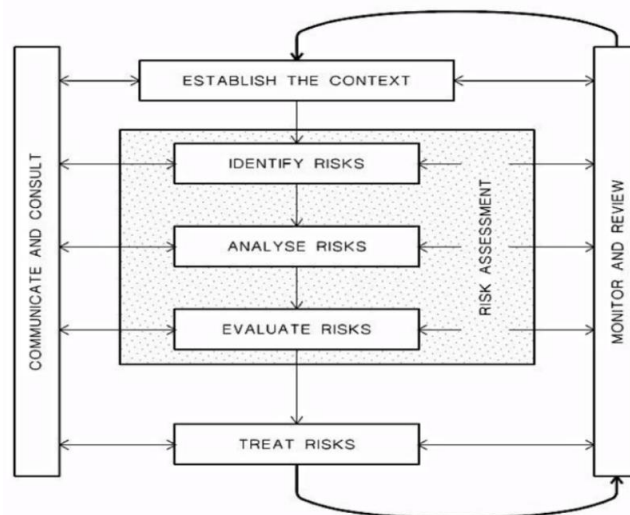 ESTABLISH THE CONTEXT
COMMUNICATE AND CONSULT
IDENTIFY RISKS
ANALYSE RISKS
EVALUATE RISKS
RISK ASSESSMENT
MONITOR AND REVIEW
TREAT RISKS